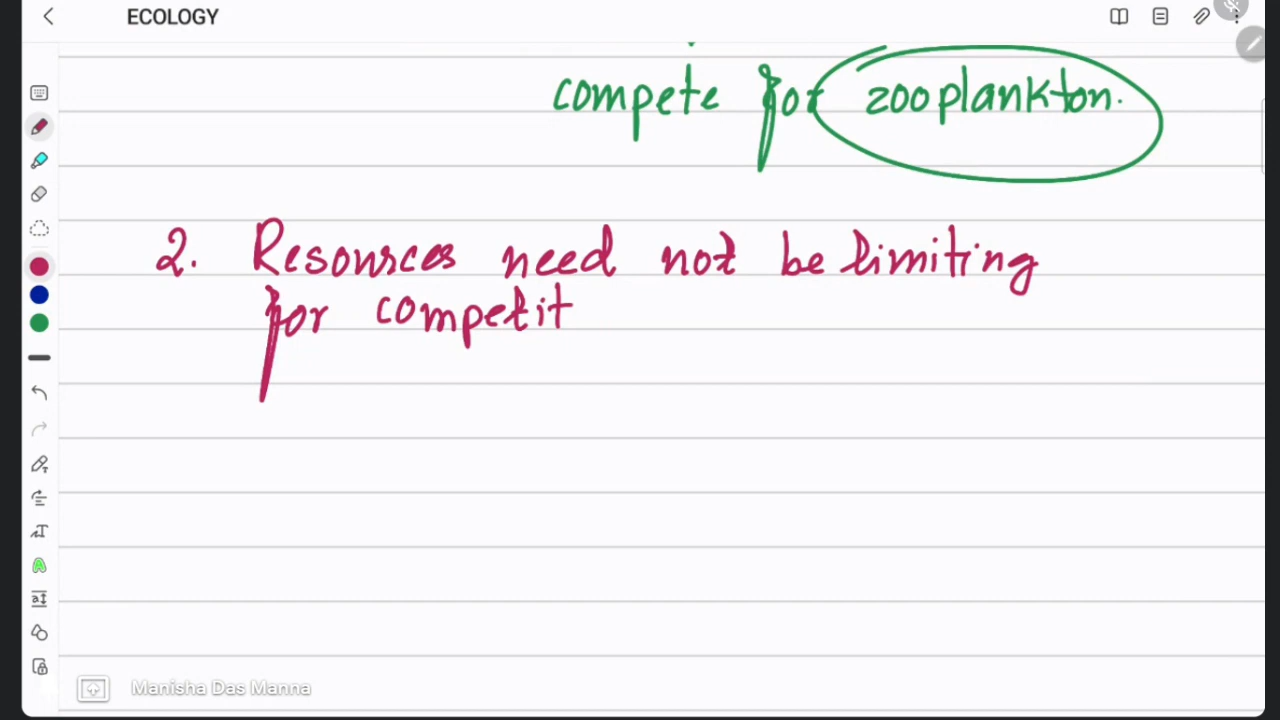 ECOLOGY
compete for zooplankton.
2. Resources need not be limiting
for competit
Manisha Das Manna